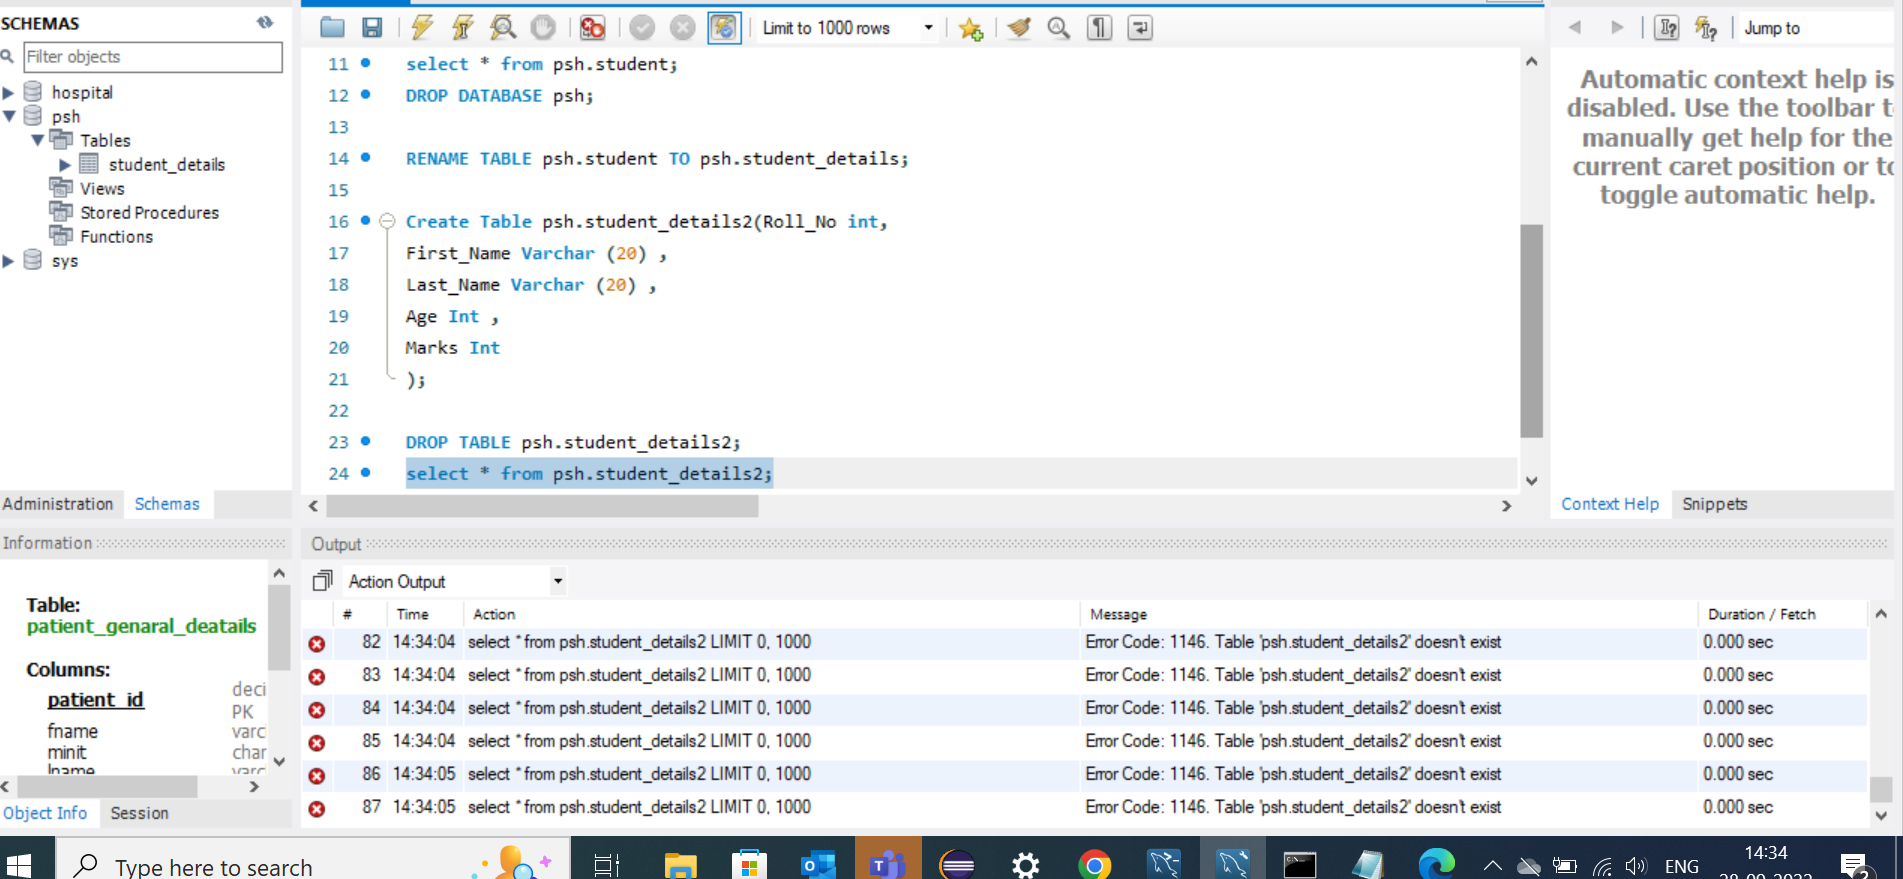 SCHEMAS
Filter objects
hospital
psh
Tables
student_details
Views
Stored Procedures
Functions
sys
Administration
Schemas
Information
Table:
patient_genaral_deatails
Columns:
patient_id
deci
PK
fname
varc
minit
char
lname
varc
Object Info
Session
Limit to 1000 rows
11 select * from psh.student;
12 DROP DATABASE psh;
13
14 RENAME TABLE psh.student TO psh.student_details;
15
16 Create Table psh.student_details2(Roll_No int,
17 First_Name Varchar (20) ,
18 Last_Name Varchar (20) ,
19 Age Int ,
20 Marks Int
21 );
22
23 DROP TABLE psh.student_details2;
24 select * from psh.student_details2;
Jump to
Automatic context help is
disabled. Use the toolbar t
manually get help for the
current caret position or to
toggle automatic help.
Context Help
Snippets
Output
Action Output
# Time Action Message Duration / Fetch
82 14:34:04 select * from psh.student_details2 LIMIT 0, 1000 Error Code: 1146. Table 'psh.student_details2' doesn't exist 0.000 sec
83 14:34:04 select * from psh.student_details2 LIMIT 0, 1000 Error Code: 1146. Table 'psh.student_details2' doesn't exist 0.000 sec
84 14:34:04 select * from psh.student_details2 LIMIT 0, 1000 Error Code: 1146. Table 'psh.student_details2' doesn't exist 0.000 sec
85 14:34:04 select * from psh.student_details2 LIMIT 0, 1000 Error Code: 1146. Table 'psh.student_details2' doesn't exist 0.000 sec
86 14:34:05 select * from psh.student_details2 LIMIT 0, 1000 Error Code: 1146. Table 'psh.student_details2' doesn't exist 0.000 sec
87 14:34:05 select * from psh.student_details2 LIMIT 0, 1000 Error Code: 1146. Table 'psh.student_details2' doesn't exist 0.000 sec
Type here to search
ENG
14:34